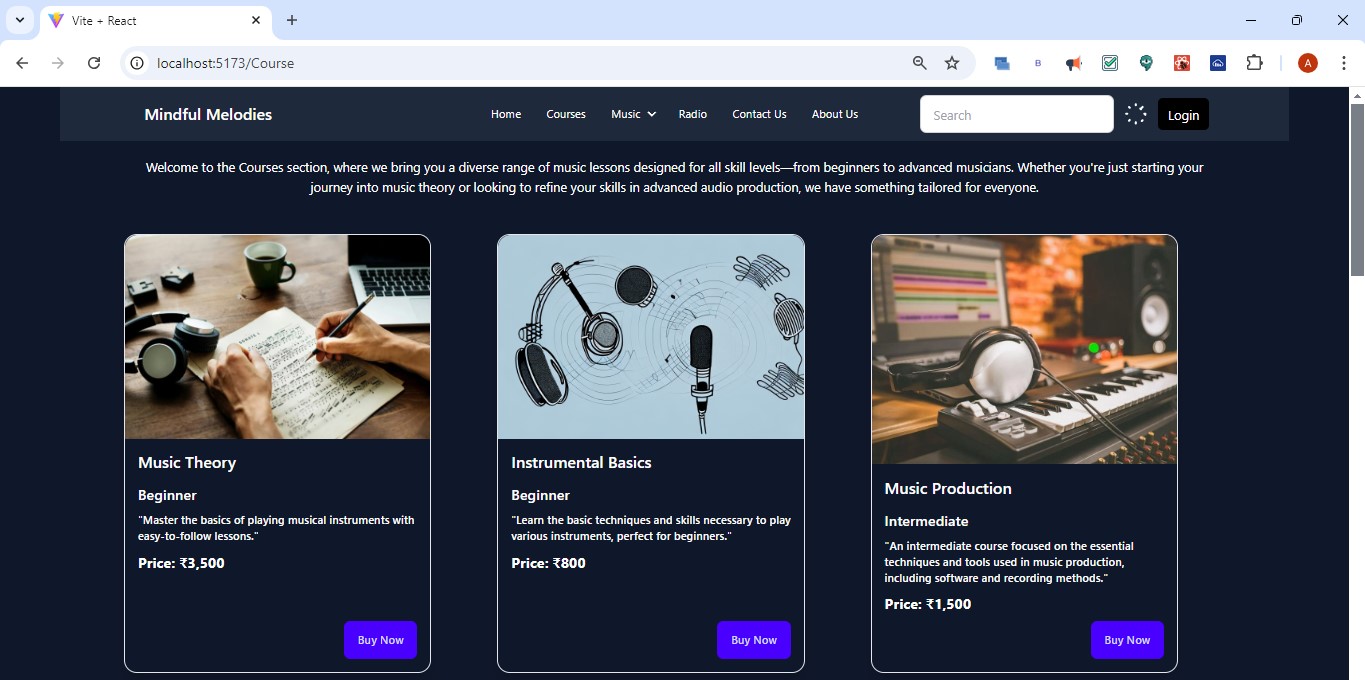 Vite + React
localhost:5173/Course
B
A
Mindful Melodies
Home
Courses
Music
Radio
Contact Us
About Us
Search
Login
Welcome to the Courses section, where we bring you a diverse range of music lessons designed for all skill levels—from beginners to advanced musicians. Whether you're just starting your
journey into music theory or looking to refine your skills in advanced audio production, we have something tailored for everyone.
Music Theory
Beginner
"Master the basics of playing musical instruments with
easy-to-follow lessons."
Price: ₹3,500
Buy Now
Instrumental Basics
Beginner
"Learn the basic techniques and skills necessary to play
various instruments, perfect for beginners."
Price: ₹800
Buy Now
Music Production
Intermediate
"An intermediate course focused on the essential
techniques and tools used in music production,
including software and recording methods."
Price: ₹1,500
Buy Now